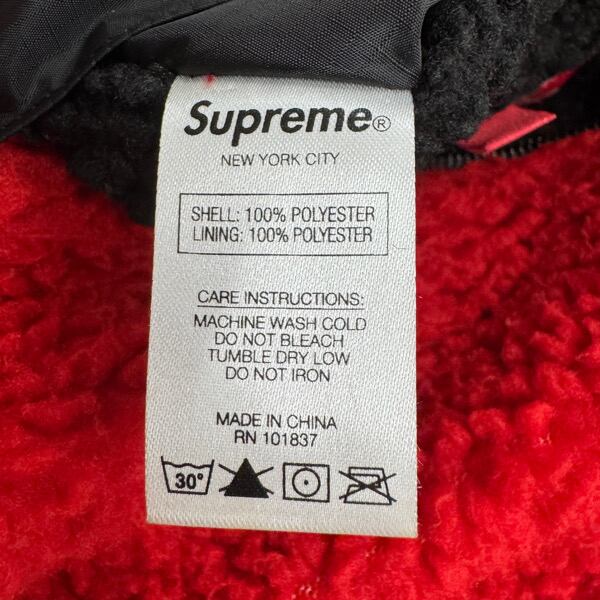 Supreme®
NEW YORK CITY
SHELL: 100% POLYESTER
LINING: 100% POLYESTER
CARE INSTRUCTIONS:
MACHINE WASH COLD
DO NOT BLEACH
TUMBLE DRY LOW
DO NOT IRON
MADE IN CHINA
RN 101837
30°